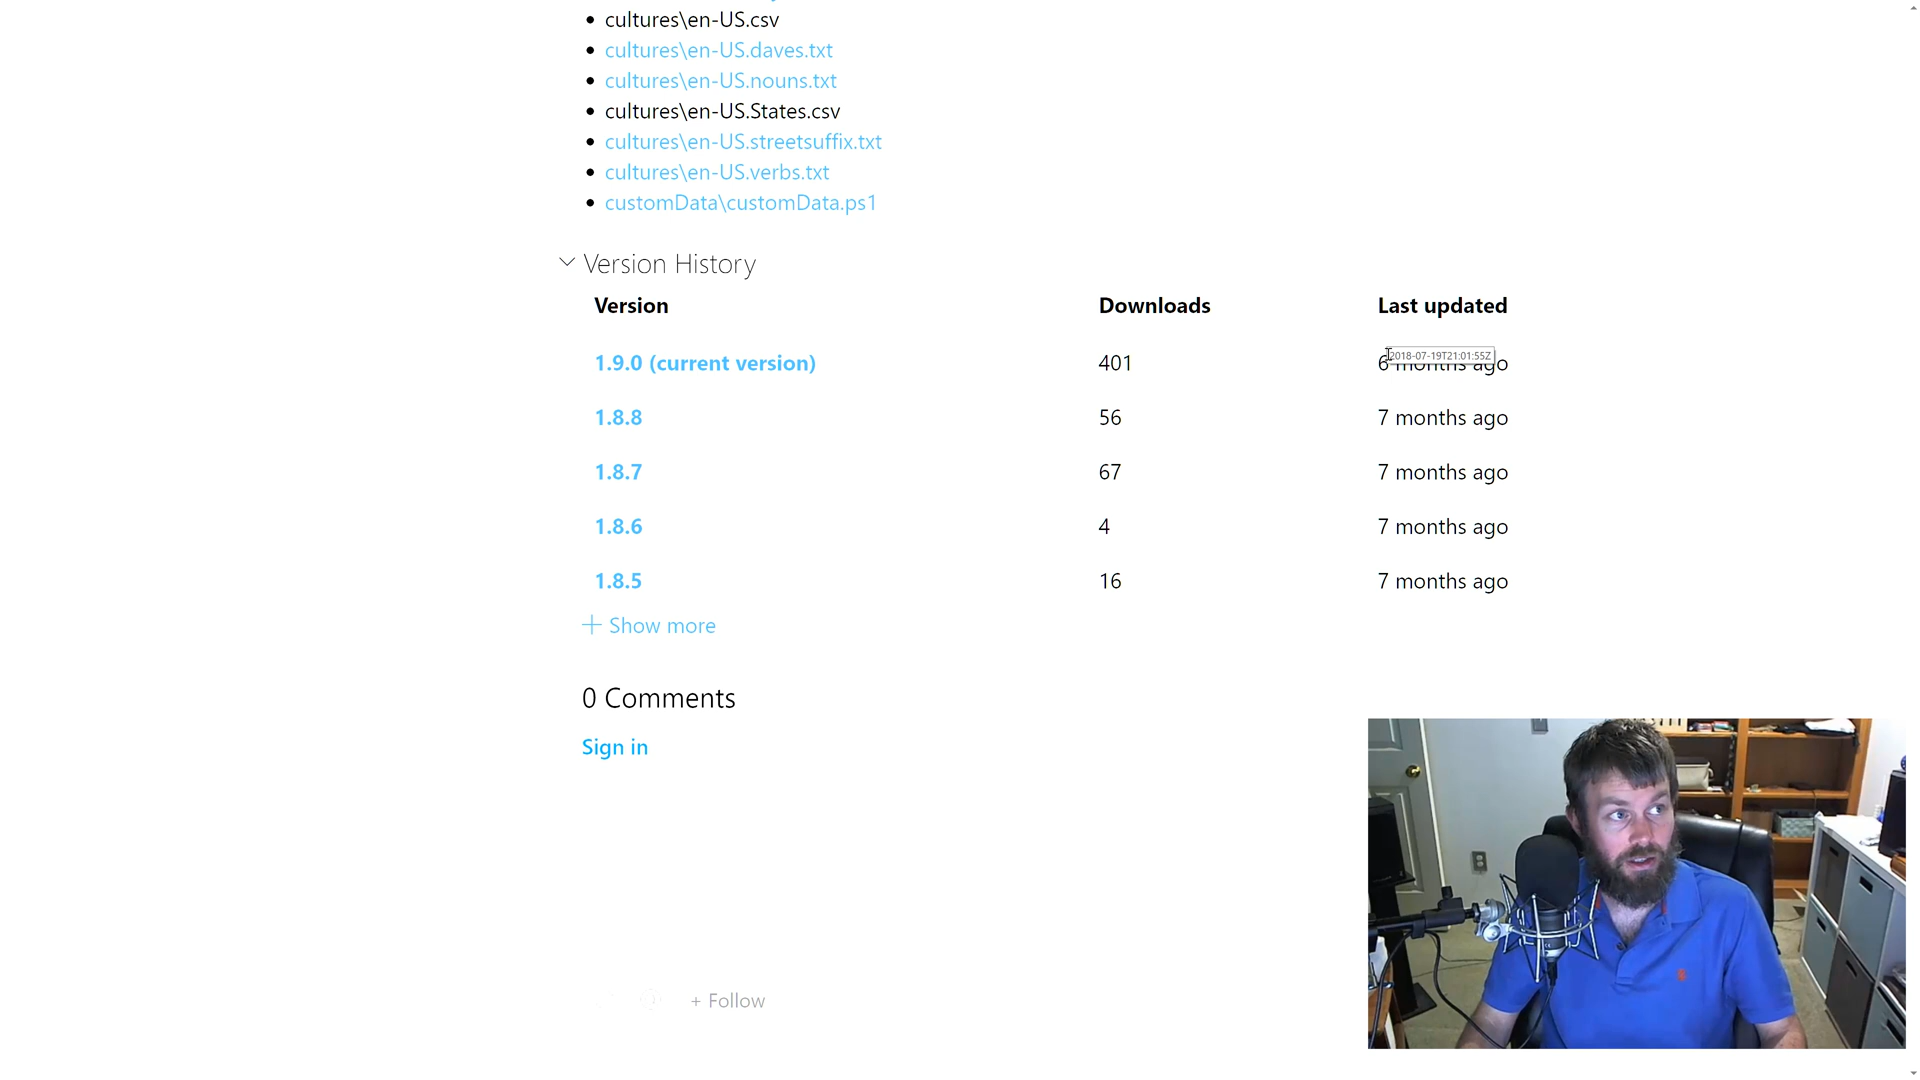 cultures\en-US.csv
cultures\en-US.daves.txt
cultures\en-US.nouns.txt
cultures\en-US.States.csv
cultures\en-US.streetsuffix.txt
cultures\en-US.verbs.txt
customData\customData.ps1
Version History
Version Downloads Last updated
1.9.0 (current version) 401 6 months ago
2018-07-19T21:01:55Z
1.8.8 56 7 months ago
1.8.7 67 7 months ago
1.8.6 4 7 months ago
1.8.5 16 7 months ago
Show more
0 Comments
Sign in
+ Follow